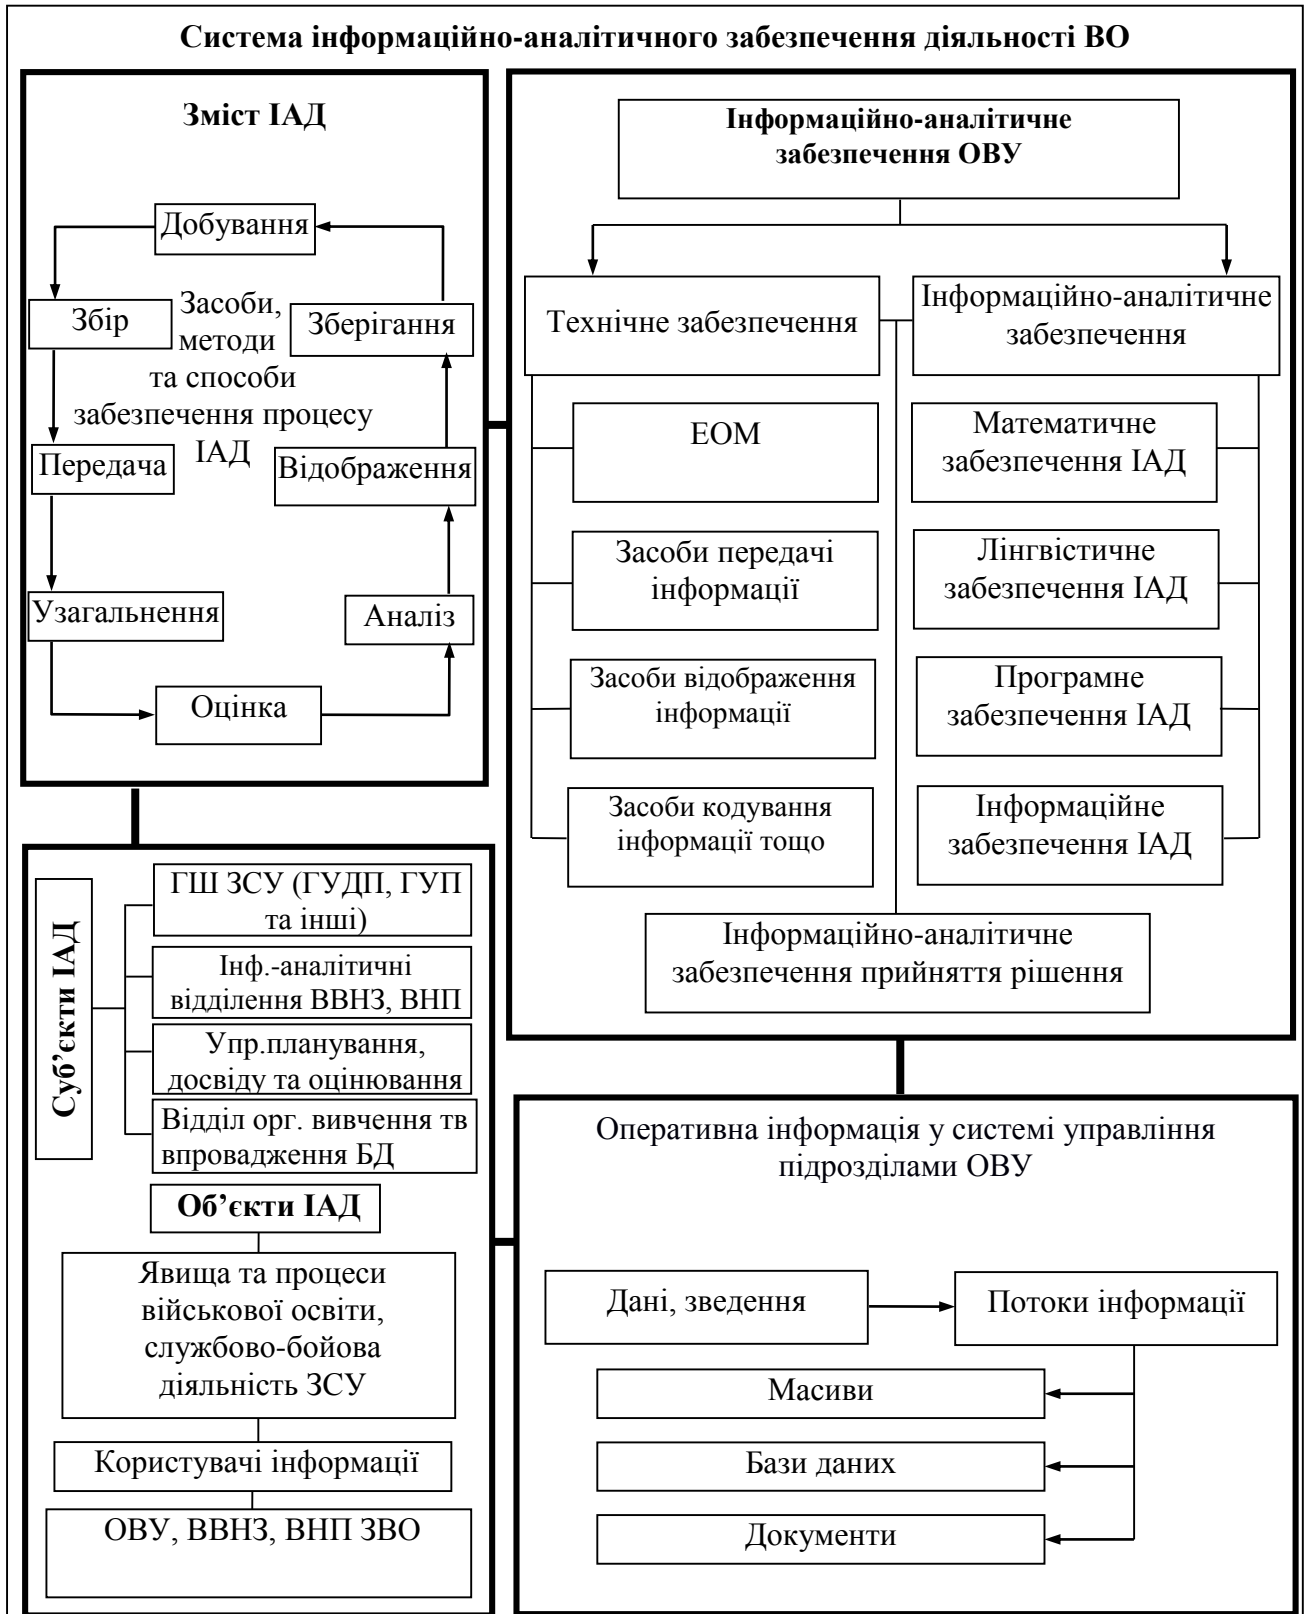 Система інформаційно-аналітичного забезпечення діяльності ВО
Зміст ІАД
Добування
Збір
Засоби,
методи
та способи
забезпечення процесу
ІАД
Зберігання
Передача
Відображення
Узагальнення
Аналіз
Оцінка
Інформаційно-аналітичне
забезпечення ОВУ
Технічне забезпечення
Інформаційно-аналітичне
забезпечення
ЕОМ
Засоби передачі
інформації
Засоби відображення
інформації
Засоби кодування
інформації тощо
Математичне
забезпечення ІАД
Лінгвістичне
забезпечення ІАД
Програмне
забезпечення ІАД
Інформаційне
забезпечення ІАД
Інформаційно-аналітичне
забезпечення прийняття рішення
Суб’єкти ІАД
ГШ ЗСУ (ГУДП, ГУП
та інші)
Інф.-аналітичні
відділення ВВНЗ, ВНП
Упр.планування,
досвіду та оцінювання
Відділ орг. вивчення тв
впровадження БД
Об’єкти ІАД
Явища та процеси
військової освіти,
службово-бойова
діяльність ЗСУ
Користувачі інформації
ОВУ, ВВНЗ, ВНП ЗВО
Оперативна інформація у системі управління
підрозділами ОВУ
Дані, зведення
Потоки інформації
Масиви
Бази даних
Документи